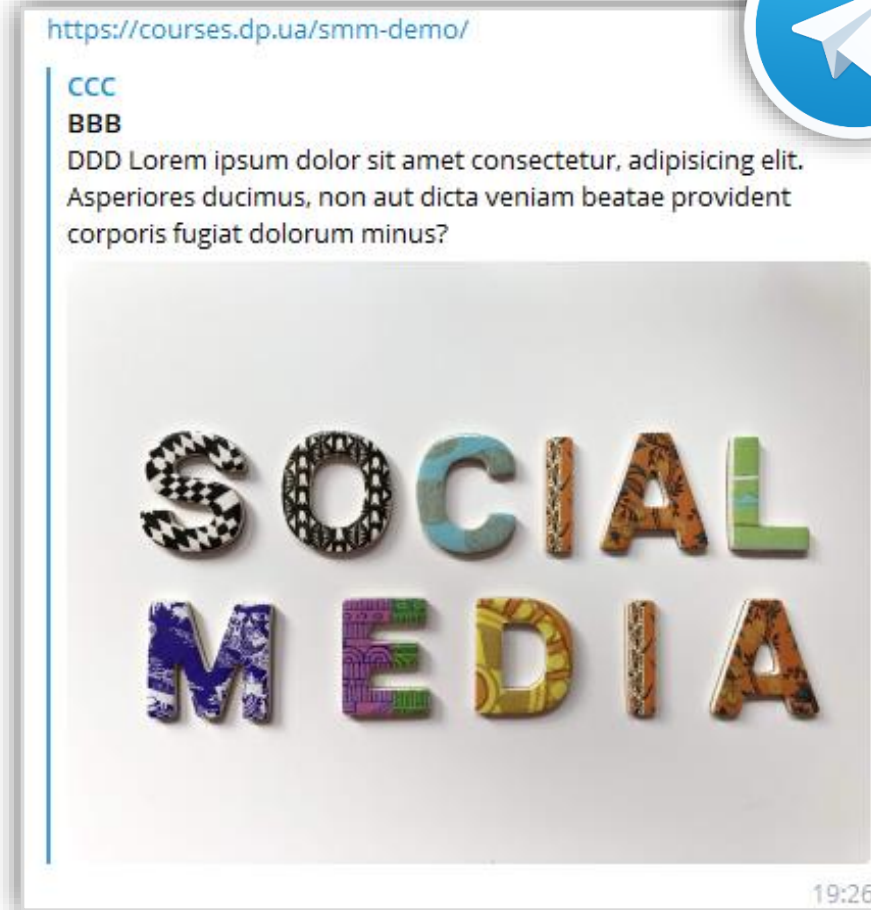 https://courses.dp.ua/smm-demo/
CCC
BBB
DDD Lorem ipsum dolor sit amet consectetur, adipisicing elit.
Asperiores ducimus, non aut dicta veniam beatae provident
corporis fugiat dolorum minus?
SOCIAL
MEDIA
19:26